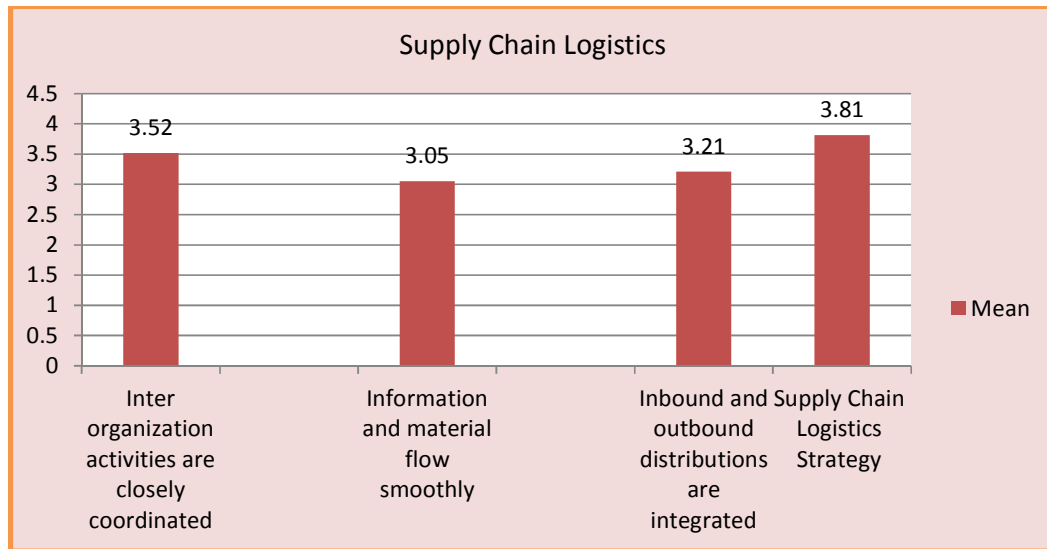 Supply Chain Logistics
4.5
4
3.5
3
2.5
2
1.5
1
0.5
0
3.52
3.05
3.21
3.81
Inter
organization
activities are
closely
coordinated
Information
and material
flow
smoothly
Inbound and
outbound
distributions
are
integrated
Supply Chain
Logistics
Strategy
Mean